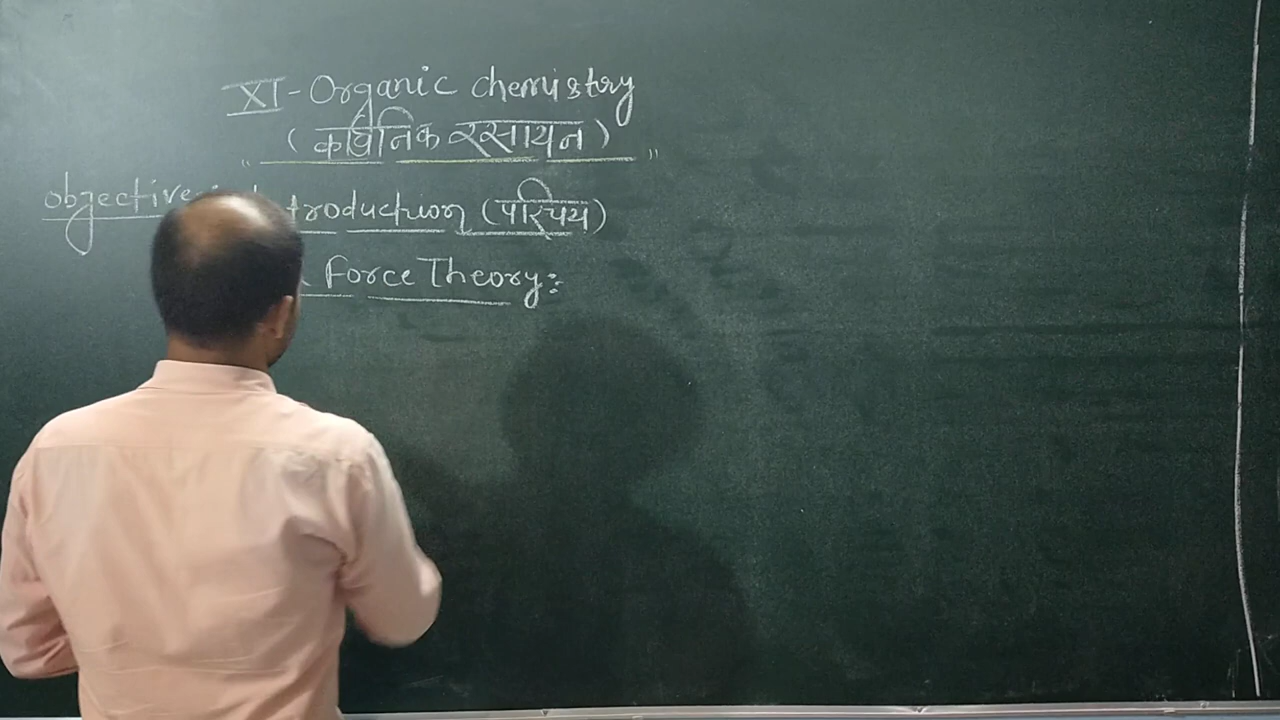 XI - Organic chemistry
(कार्बनिक रसायन)
objective troduction (परिचय)
Force Theory: